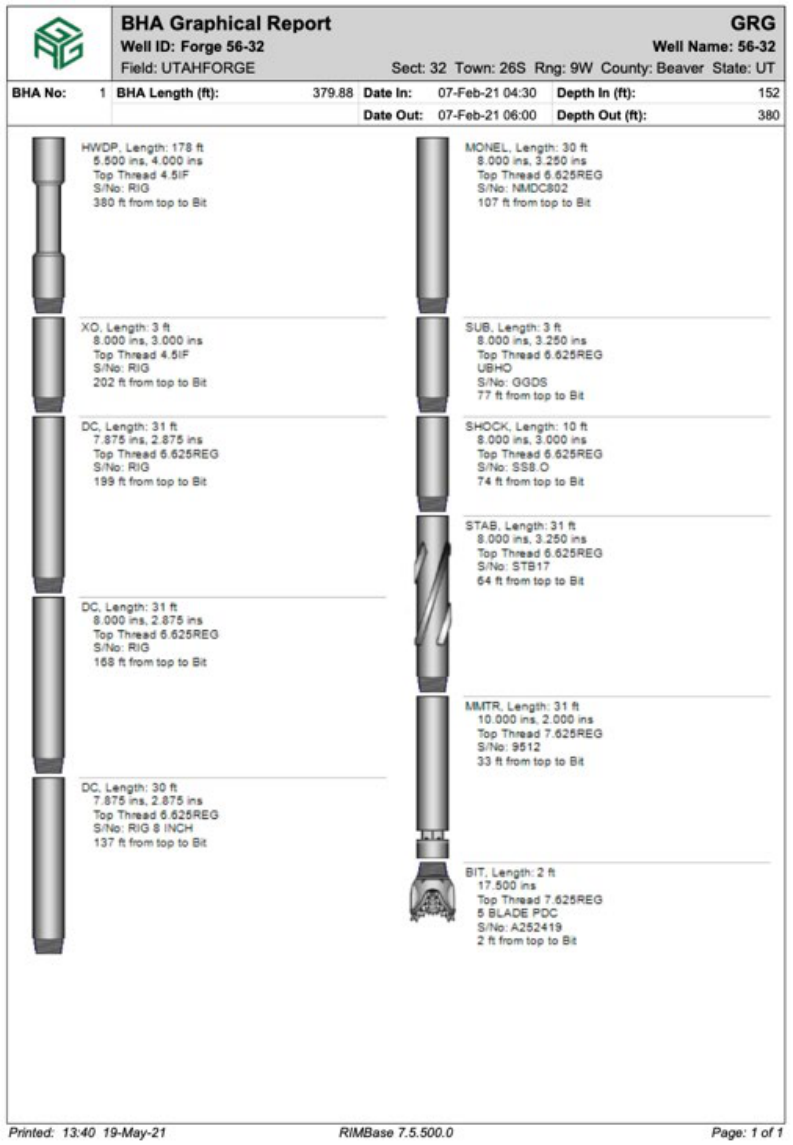 BHA Graphical Report GRG
Well ID: Forge 56-32 Well Name: 56-32
Field: UTAHFORGE Sect: 32 Town: 26S Rng: 9W County: Beaver State: UT
BHA No: 1 BHA Length (ft): 379.88 Date In: 07-Feb-21 04:30 Depth In (ft): 152
Date Out: 07-Feb-21 06:00 Depth Out (ft): 380
HWDP, Length: 178 ft
5.500 ins, 4.000 ins
Top Thread 4.5IF
S/No: RIG
380 ft from top to Bit
XO, Length: 3 ft
8.000 ins, 3.000 ins
Top Thread 4.5IF
S/No: RIG
202 ft from top to Bit
DC, Length: 31 ft
7.875 ins, 2.875 ins
Top Thread 6.625REG
S/No: RIG
199 ft from top to Bit
DC, Length: 31 ft
8.000 ins, 2.875 ins
Top Thread 6.625REG
S/No: RIG
168 ft from top to Bit
DC, Length: 30 ft
7.875 ins, 2.875 ins
Top Thread 6.625REG
S/No: RIG 8 INCH
137 ft from top to Bit
MONEL, Length: 30 ft
8.000 ins, 3.250 ins
Top Thread 6.625REG
S/No: NMDC802
107 ft from top to Bit
SUB, Length: 3 ft
8.000 ins, 3.250 ins
Top Thread 6.625REG
UBHO
S/No: GGDS
77 ft from top to Bit
SHOCK, Length: 10 ft
8.000 ins, 3.000 ins
Top Thread 6.625REG
S/No: SS8.O
74 ft from top to Bit
STAB, Length: 31 ft
8.000 ins, 3.250 ins
Top Thread 6.625REG
S/No: STB17
64 ft from top to Bit
MMTR, Length: 31 ft
10.000 ins, 2.000 ins
Top Thread 7.625REG
S/No: 9512
33 ft from top to Bit
BIT, Length: 2 ft
17.500 ins
Top Thread 7.625REG
5 BLADE PDC
S/No: A252419
2 ft from top to Bit
Printed: 13:40 19-May-21 RIMBase 7.5.500.0 Page: 1 of 1